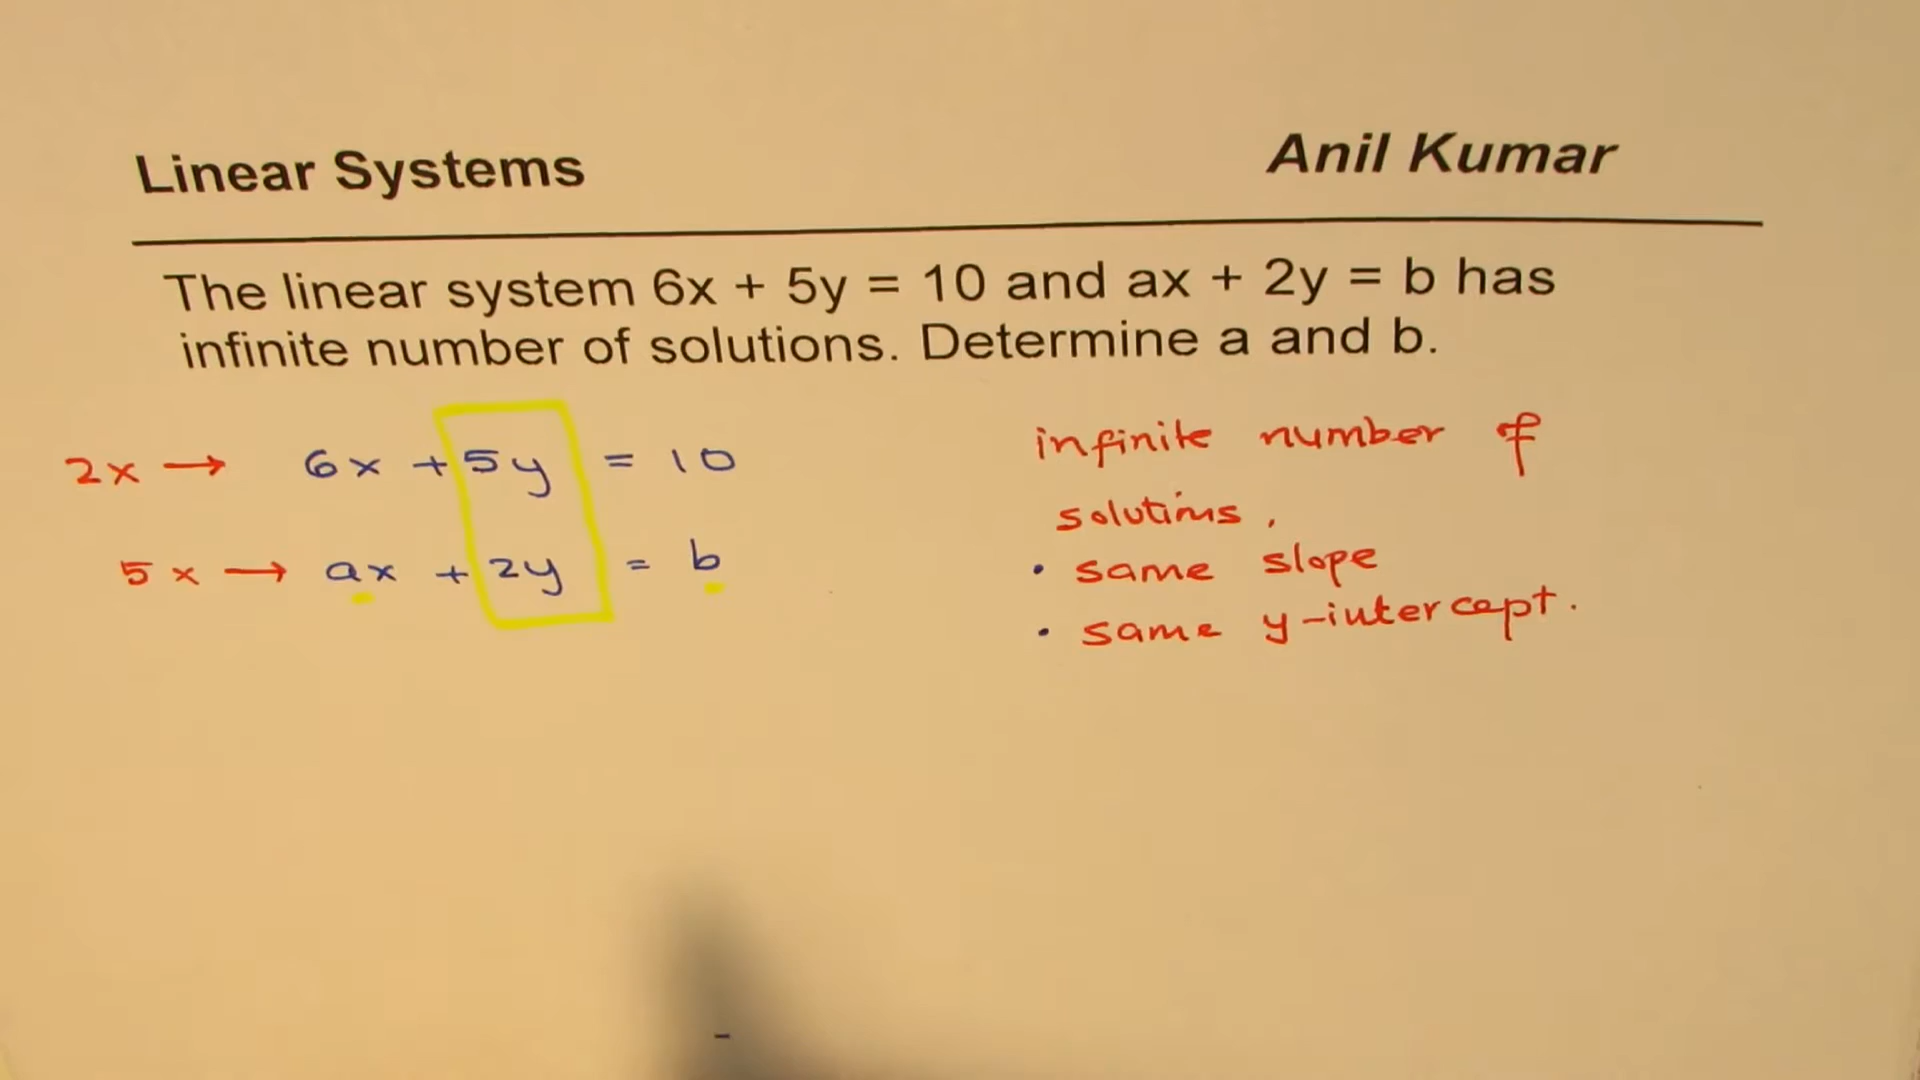 Linear Systems
Anil Kumar
The linear system 6x + 5y = 10 and ax + 2y = b has
infinite number of solutions. Determine a and b.
2x → 6x + 5y = 10
5x → ax + 2y = b
infinite number of
solutions,
• same slope
• same y-intercept.